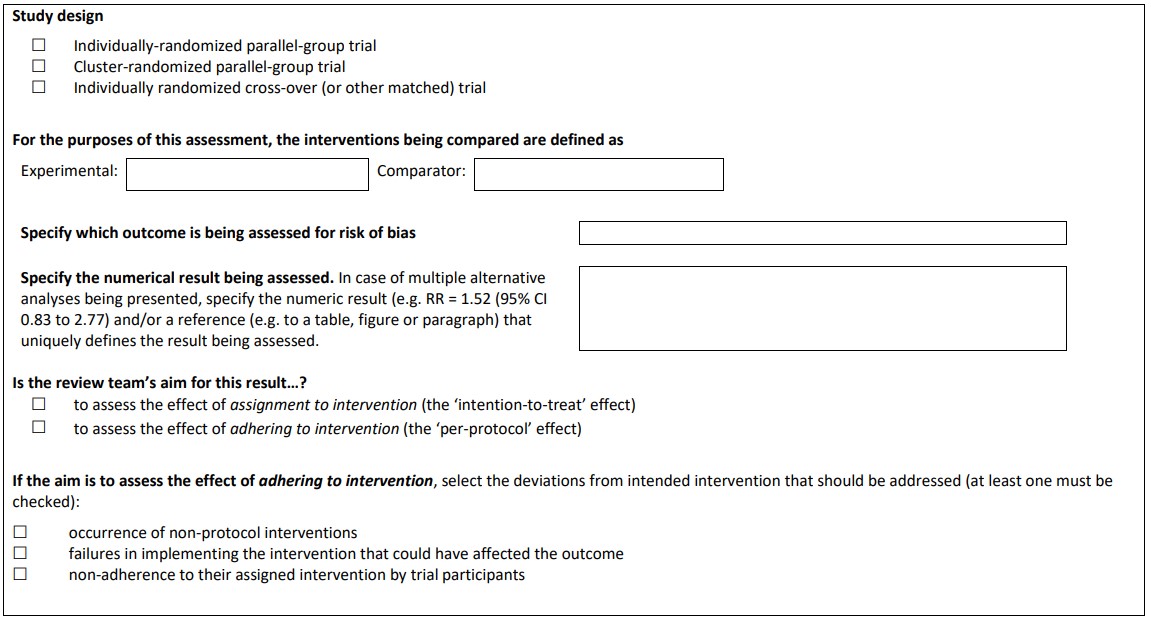 Study design
☐ Individually-randomized parallel-group trial
☐ Cluster-randomized parallel-group trial
☐ Individually randomized cross-over (or other matched) trial
For the purposes of this assessment, the interventions being compared are defined as
Experimental: Comparator:
Specify which outcome is being assessed for risk of bias
Specify the numerical result being assessed. In case of multiple alternative
analyses being presented, specify the numeric result (e.g. RR = 1.52 (95% CI
0.83 to 2.77) and/or a reference (e.g. to a table, figure or paragraph) that
uniquely defines the result being assessed.
Is the review team’s aim for this result…?
☐ to assess the effect of assignment to intervention (the ‘intention-to-treat’ effect)
☐ to assess the effect of adhering to intervention (the ‘per-protocol’ effect)
If the aim is to assess the effect of adhering to intervention, select the deviations from intended intervention that should be addressed (at least one must be
checked):
☐ occurrence of non-protocol interventions
☐ failures in implementing the intervention that could have affected the outcome
☐ non-adherence to their assigned intervention by trial participants